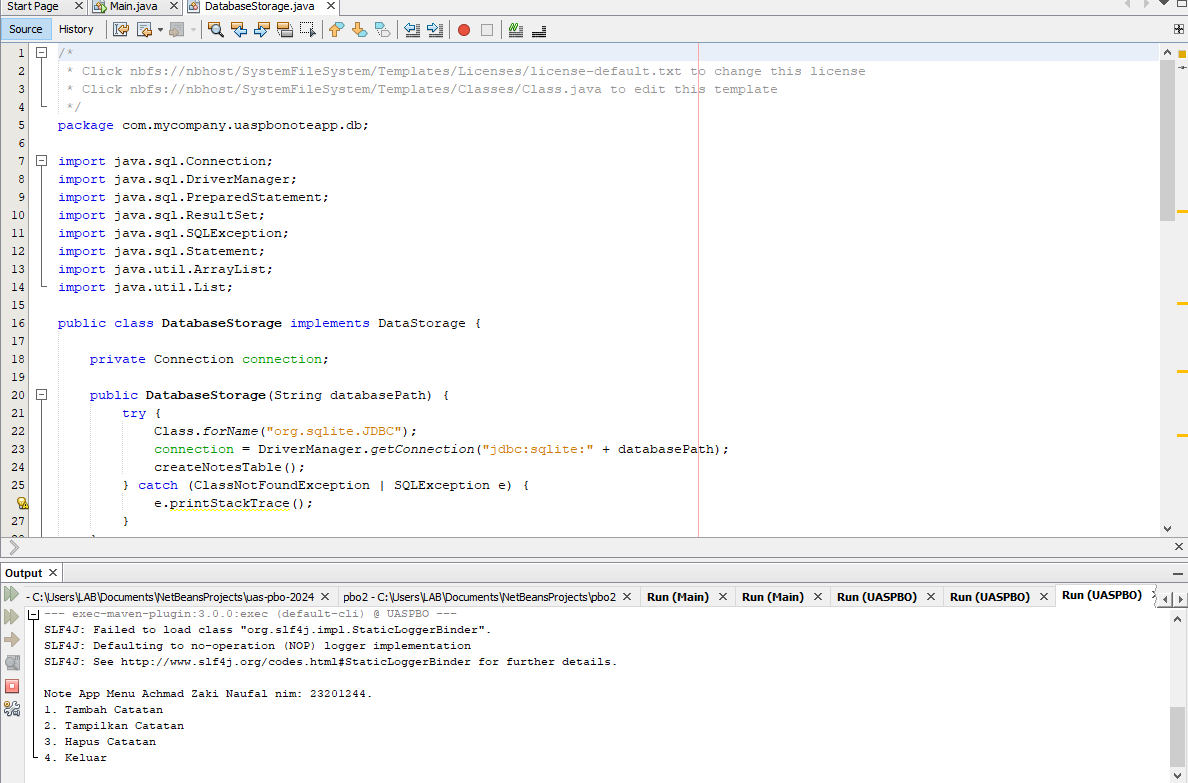 Start Page Main.java DatabaseStorage.java
Source History
1 /*
2 * Click nbfs://nbhost/SystemFileSystem/Templates/Licenses/license-default.txt to change this license
3 * Click nbfs://nbhost/SystemFileSystem/Templates/Classes/Class.java to edit this template
4 */
5 package com.mycompany.uaspbonoteapp.db;
6
7 import java.sql.Connection;
8 import java.sql.DriverManager;
9 import java.sql.PreparedStatement;
10 import java.sql.ResultSet;
11 import java.sql.SQLException;
12 import java.sql.Statement;
13 import java.util.ArrayList;
14 import java.util.List;
15
16 public class DatabaseStorage implements DataStorage {
17
18 private Connection connection;
19
20 public DatabaseStorage(String databasePath) {
21 try {
22 Class.forName("org.sqlite.JDBC");
23 connection = DriverManager.getConnection("jdbc:sqlite:" + databasePath);
24 createNotesTable();
25 } catch (ClassNotFoundException | SQLException e) {
e.printStackTrace();
27 }
Output
- C:\Users\LAB\Documents\NetBeansProjects\uas-pbo-2024 pbo2 - C:\Users\LAB\Documents\NetBeansProjects\pbo2 Run (Main) Run (Main) Run (UASPBO) Run (UASPBO) Run (UASPBO)
--- exec-maven-plugin:3.0.0:exec (default-cli) @ UASPBO ---
SLF4J: Failed to load class "org.slf4j.impl.StaticLoggerBinder".
SLF4J: Defaulting to no-operation (NOP) logger implementation
SLF4J: See http://www.slf4j.org/codes.html#StaticLoggerBinder for further details.
Note App Menu Achmad Zaki Naufal nim: 23201244.
1. Tambah Catatan
2. Tampilkan Catatan
3. Hapus Catatan
4. Keluar